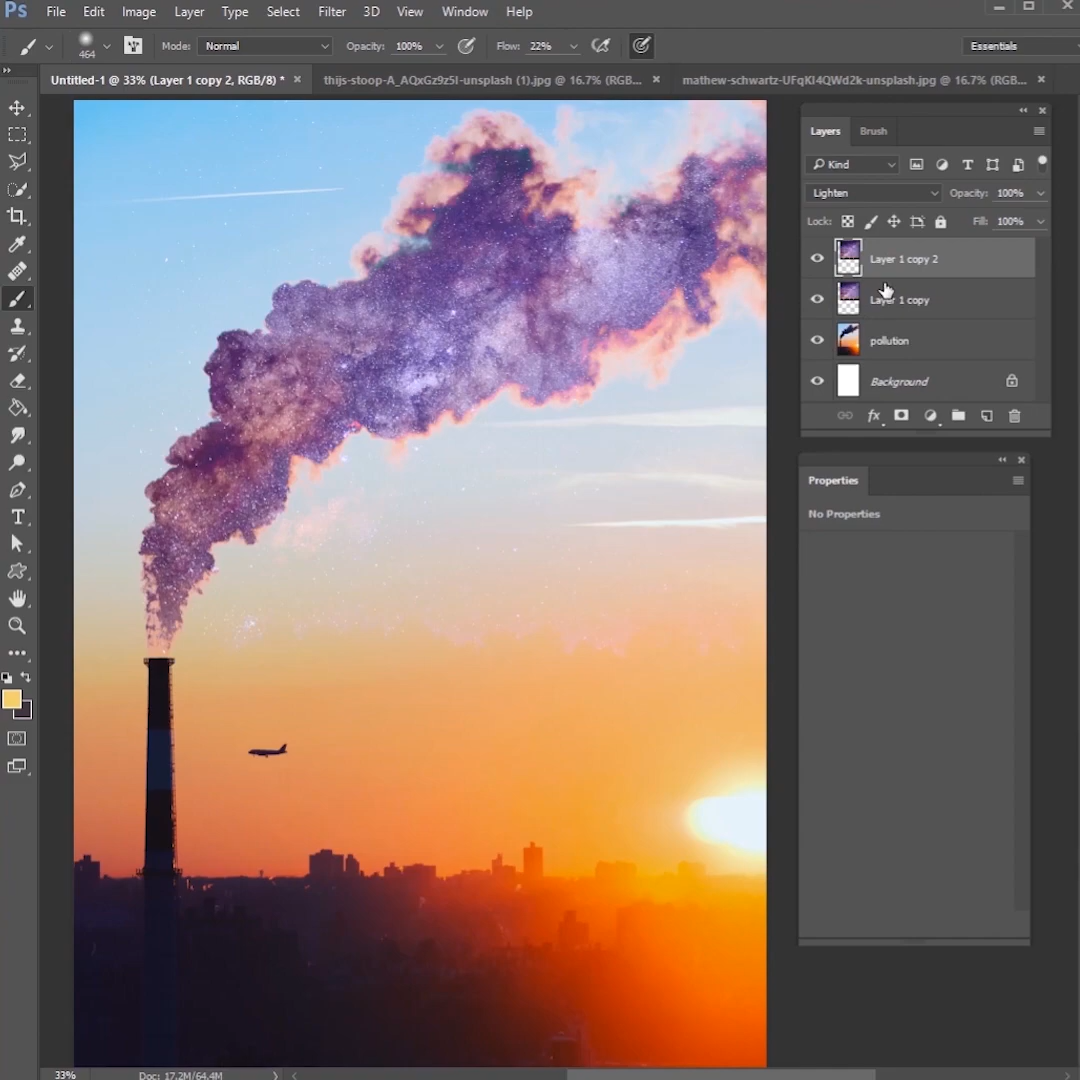 Ps File Edit Image Layer Type Select Filter 3D View Window Help
464 Mode: Normal Opacity: 100% Flow: 22% Essentials
Untitled-1 @ 33% (Layer 1 copy 2, RGB/8) * × thijs-stoop-A_AQxGz9z5I-unsplash (1).jpg @ 16.7% (RGB... × mathew-schwartz-UFqKI4QWd2k-unsplash.jpg @ 16.7% (RGB... ×
Layers Brush
Kind
Lighten Opacity: 100%
Lock: Fill: 100%
Layer 1 copy 2
Layer 1 copy
pollution
Background
fx
Properties
No Properties
33% Doc: 17.2M/64.4M